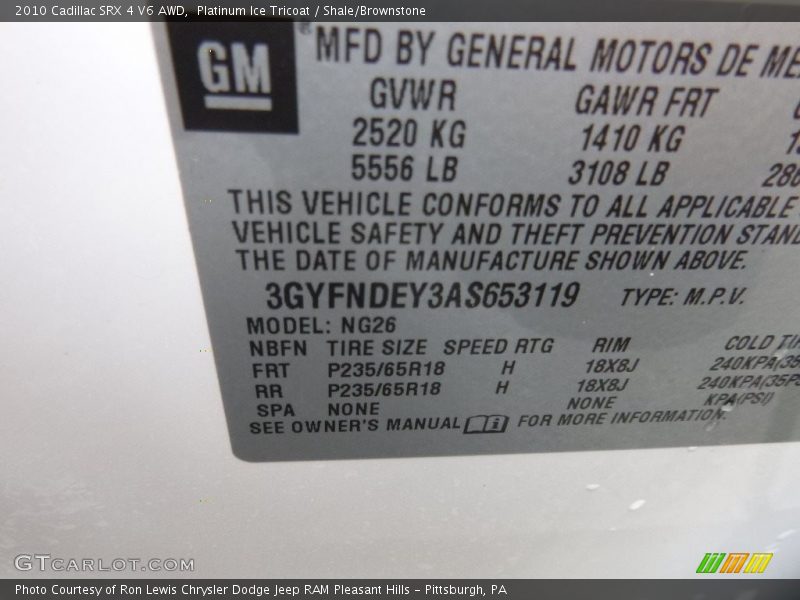 2010 Cadillac SRX 4 V6 AWD,  Platinum Ice Tricoat / Shale/Brownstone
GM
MFD BY GENERAL MOTORS DE
GVWR GAWR FRT
2520 KG 1410 KG
5556 LB 3108 LB
THIS VEHICLE CONFORMS TO ALL APPLICABLE
VEHICLE SAFETY AND THEFT PREVENTION
THE DATE OF MANUFACTURE SHOWN ABOVE.
3GYFNDEY3AS653119 TYPE: M.P.V.
MODEL: NG26
NBFN TIRE SIZE SPEED RTG RIM COLD
FRT P235/65R18 H 18X8J 240KPA(35
RR P235/65R18 H 18X8J 240KPA(35PS
SPA NONE NONE KPA(PSI)
SEE OWNER'S MANUAL FOR MORE INFORMATION.
GTCARLOT.COM
Photo Courtesy of Ron Lewis Chrysler Dodge Jeep RAM Pleasant Hills - Pittsburgh, PA